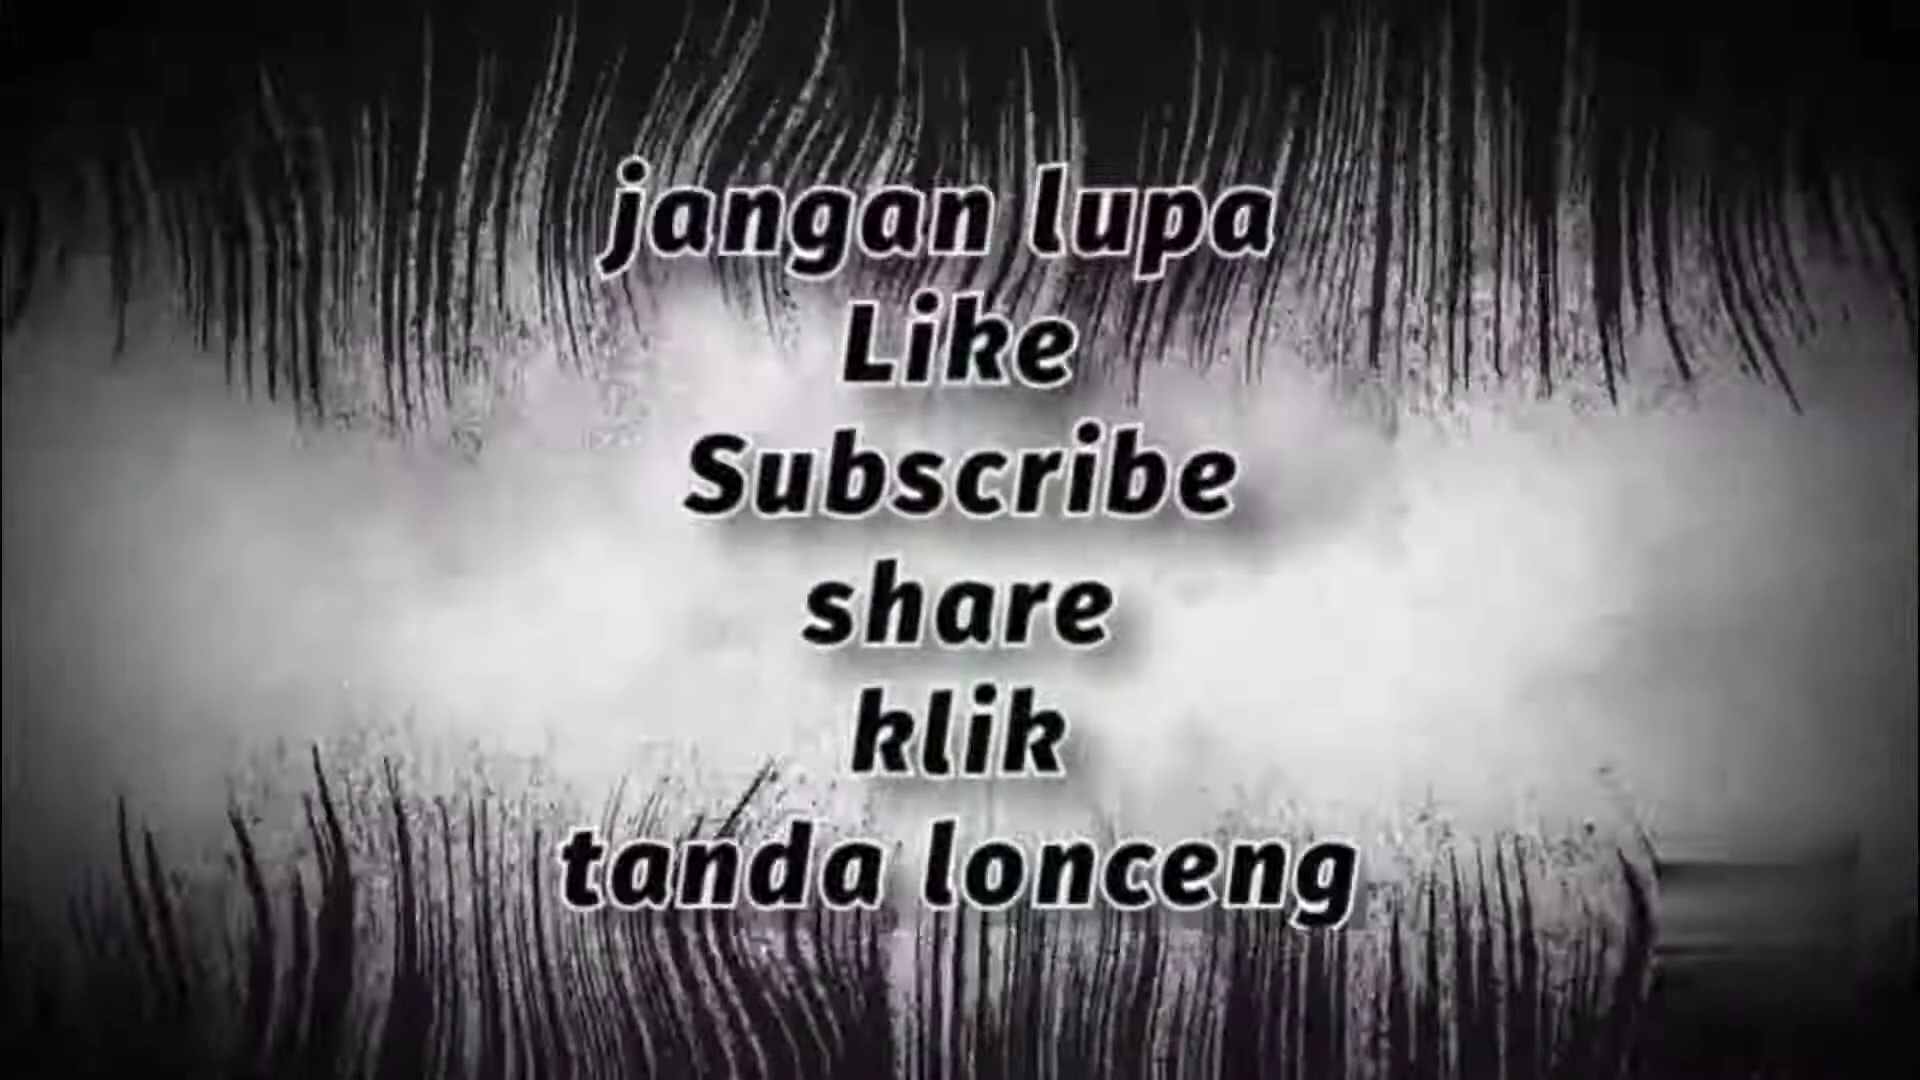 jangan lupa
Like
Subscribe
share
klik
tanda lonceng